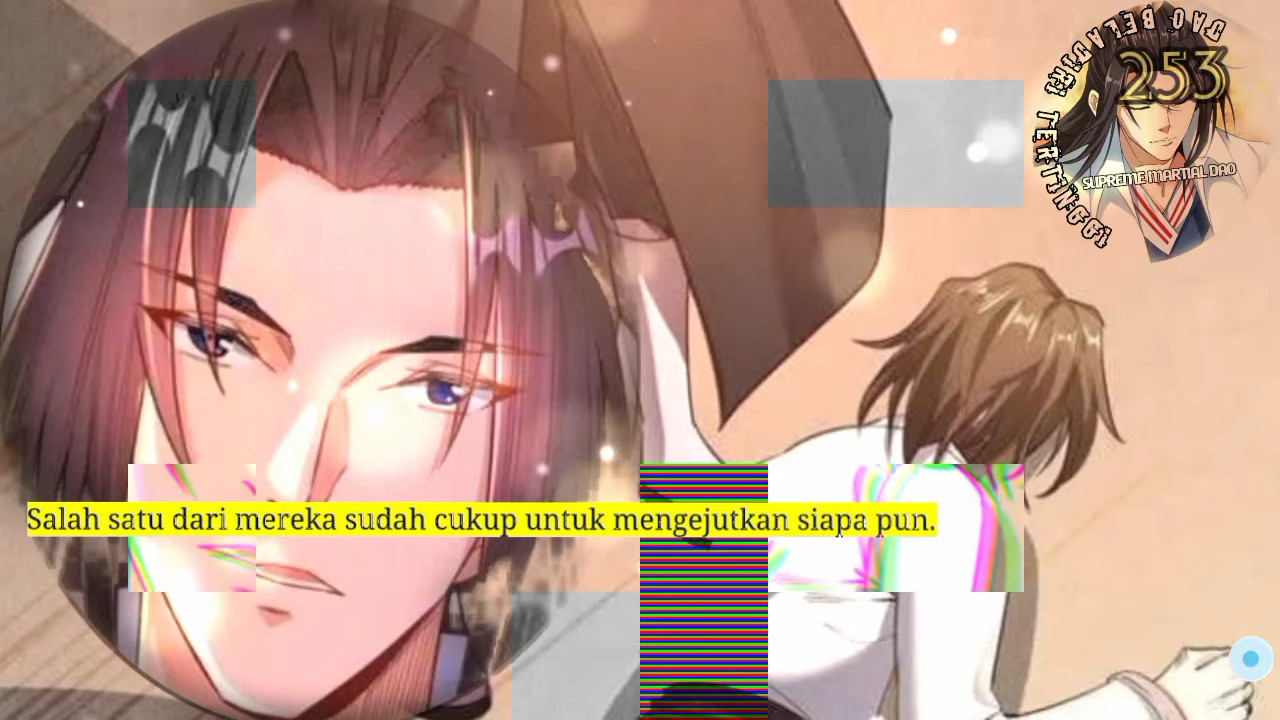 DAO BELADIRI TERTINGGI
253
SUPREME MARTIAL DAO
Salah satu dari mereka sudah cukup untuk mengejutkan siapa pun.